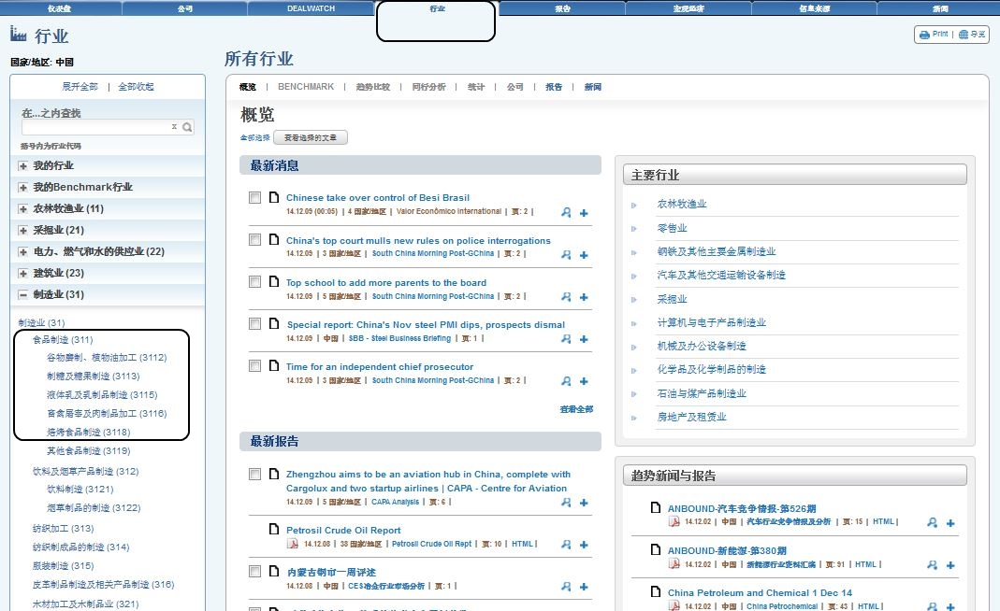 仪表盘 公司 DEALWATCH 行业 报告 宏观经济 信息来源 新闻
行业
Print | 导览
国家/地区: 中国
展开全部 | 全部收起
在...之内查找
x
括号内为行业代码
我的行业
我的Benchmark行业
农林牧渔业 (11)
采掘业 (21)
电力、燃气和水的供应业 (22)
建筑业 (23)
制造业 (31)
制造业 (31)
食品制造 (311)
谷物磨制、植物油加工 (3112)
制糖及糖果制造 (3113)
液体乳及乳制品制造 (3115)
畜禽屠宰及肉制品加工 (3116)
焙烤食品制造 (3118)
其他食品制造 (3119)
饮料及烟草产品制造 (312)
饮料制造 (3121)
烟草制品的制造 (3122)
纺织加工 (313)
纺织制成品的制造 (314)
服装制造 (315)
皮革制品制造及相关产品制造 (316)
木材加工及木制品业 (321)
所有行业
概览 | BENCHMARK | 趋势比较 | 同行分析 | 统计 | 公司 | 报告 | 新闻
概览
全部选择 查看选择的文章
最新消息
Chinese take over control of Besi Brasil
14.12.09 (00:05) | 4 国家/地区 | Valor Econômico International | 页: 2 |
China's top court mulls new rules on police interrogations
14.12.09 | 3 国家/地区 | South China Morning Post-GChina | 页: 2 |
Top school to add more parents to the board
14.12.09 | 5 国家/地区 | South China Morning Post-GChina | 页: 2 |
Special report: China's Nov steel PMI dips, prospects dismal
14.12.09 | 中国 | SBB - Steel Business Briefing | 页: 1 |
Time for an independent chief prosecutor
14.12.09 | 3 国家/地区 | South China Morning Post-GChina | 页: 2 |
查看全部
最新报告
Zhengzhou aims to be an aviation hub in China, complete with
Cargolux and two startup airlines | CAPA - Centre for Aviation
14.12.09 | 5 国家/地区 | CAPA Analysis | 页: 6 |
Petrosil Crude Oil Report
14.12.08 | 38 国家/地区 | Petrosil Crude Oil Rept | 页: 10 | HTML |
内蒙古钢市一周评述
14.12.08 | 中国 | CES冶金行业市场分析 | 页: 1 |
主要行业
农林牧渔业
零售业
钢铁及其他主要金属制造业
汽车及其他交通运输设备制造
采掘业
计算机与电子产品制造业
机械及办公设备制造
化学品及化学制品的制造
石油与煤产品制造业
房地产及租赁业
趋势新闻与报告
ANBOUND-汽车竞争情报-第526期
14.12.02 | 中国 | 汽车行业竞争情报及分析 | 页: 15 | HTML |
ANBOUND-新能源-第380期
14.12.02 | 中国 | 新能源行业资料汇编 | 页: 91 | HTML |
China Petroleum and Chemical 1 Dec 14
14.12.02 | 中国 | China Petrochemical | 页: 43 | HTML |